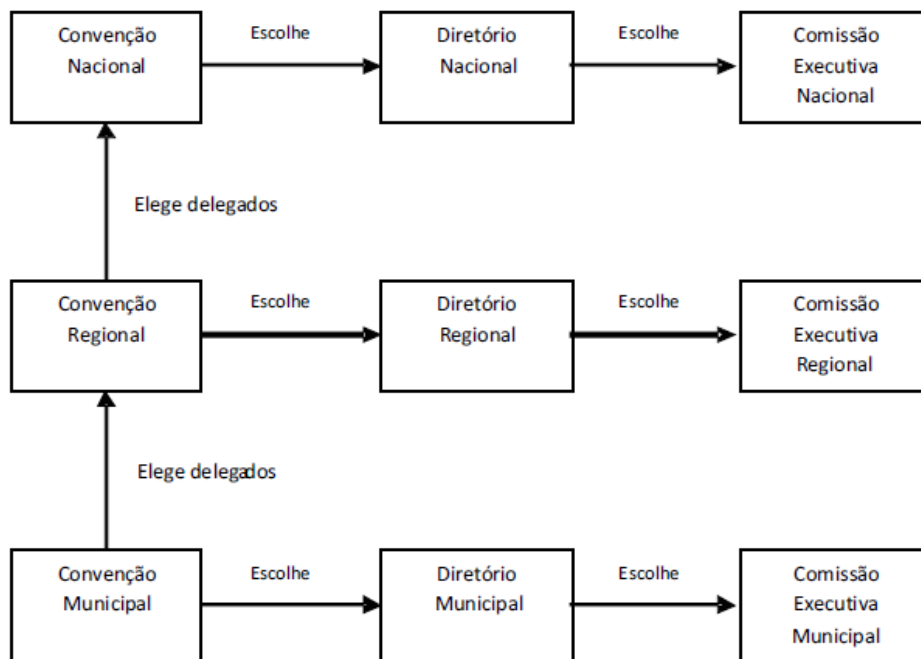 Convenção
Nacional
Escolhe
Diretório
Nacional
Escolhe
Comissão
Executiva
Nacional
Elege delegados
Convenção
Regional
Escolhe
Diretório
Regional
Escolhe
Comissão
Executiva
Regional
Elege delegados
Convenção
Municipal
Escolhe
Diretório
Municipal
Escolhe
Comissão
Executiva
Municipal